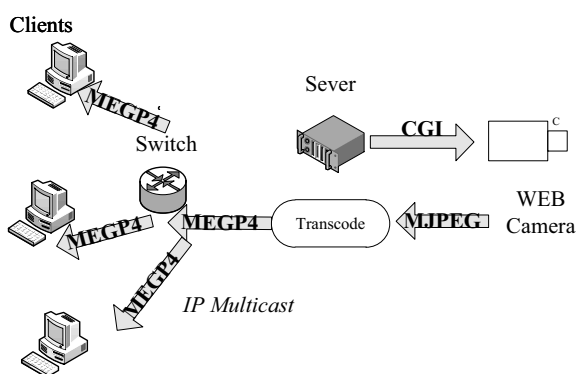 Clients
MEGP4
Sever
CGI
C
Switch
MEGP4
MEGP4
Transcode
MJPEG
WEB
Camera
MEGP4
IP Multicast